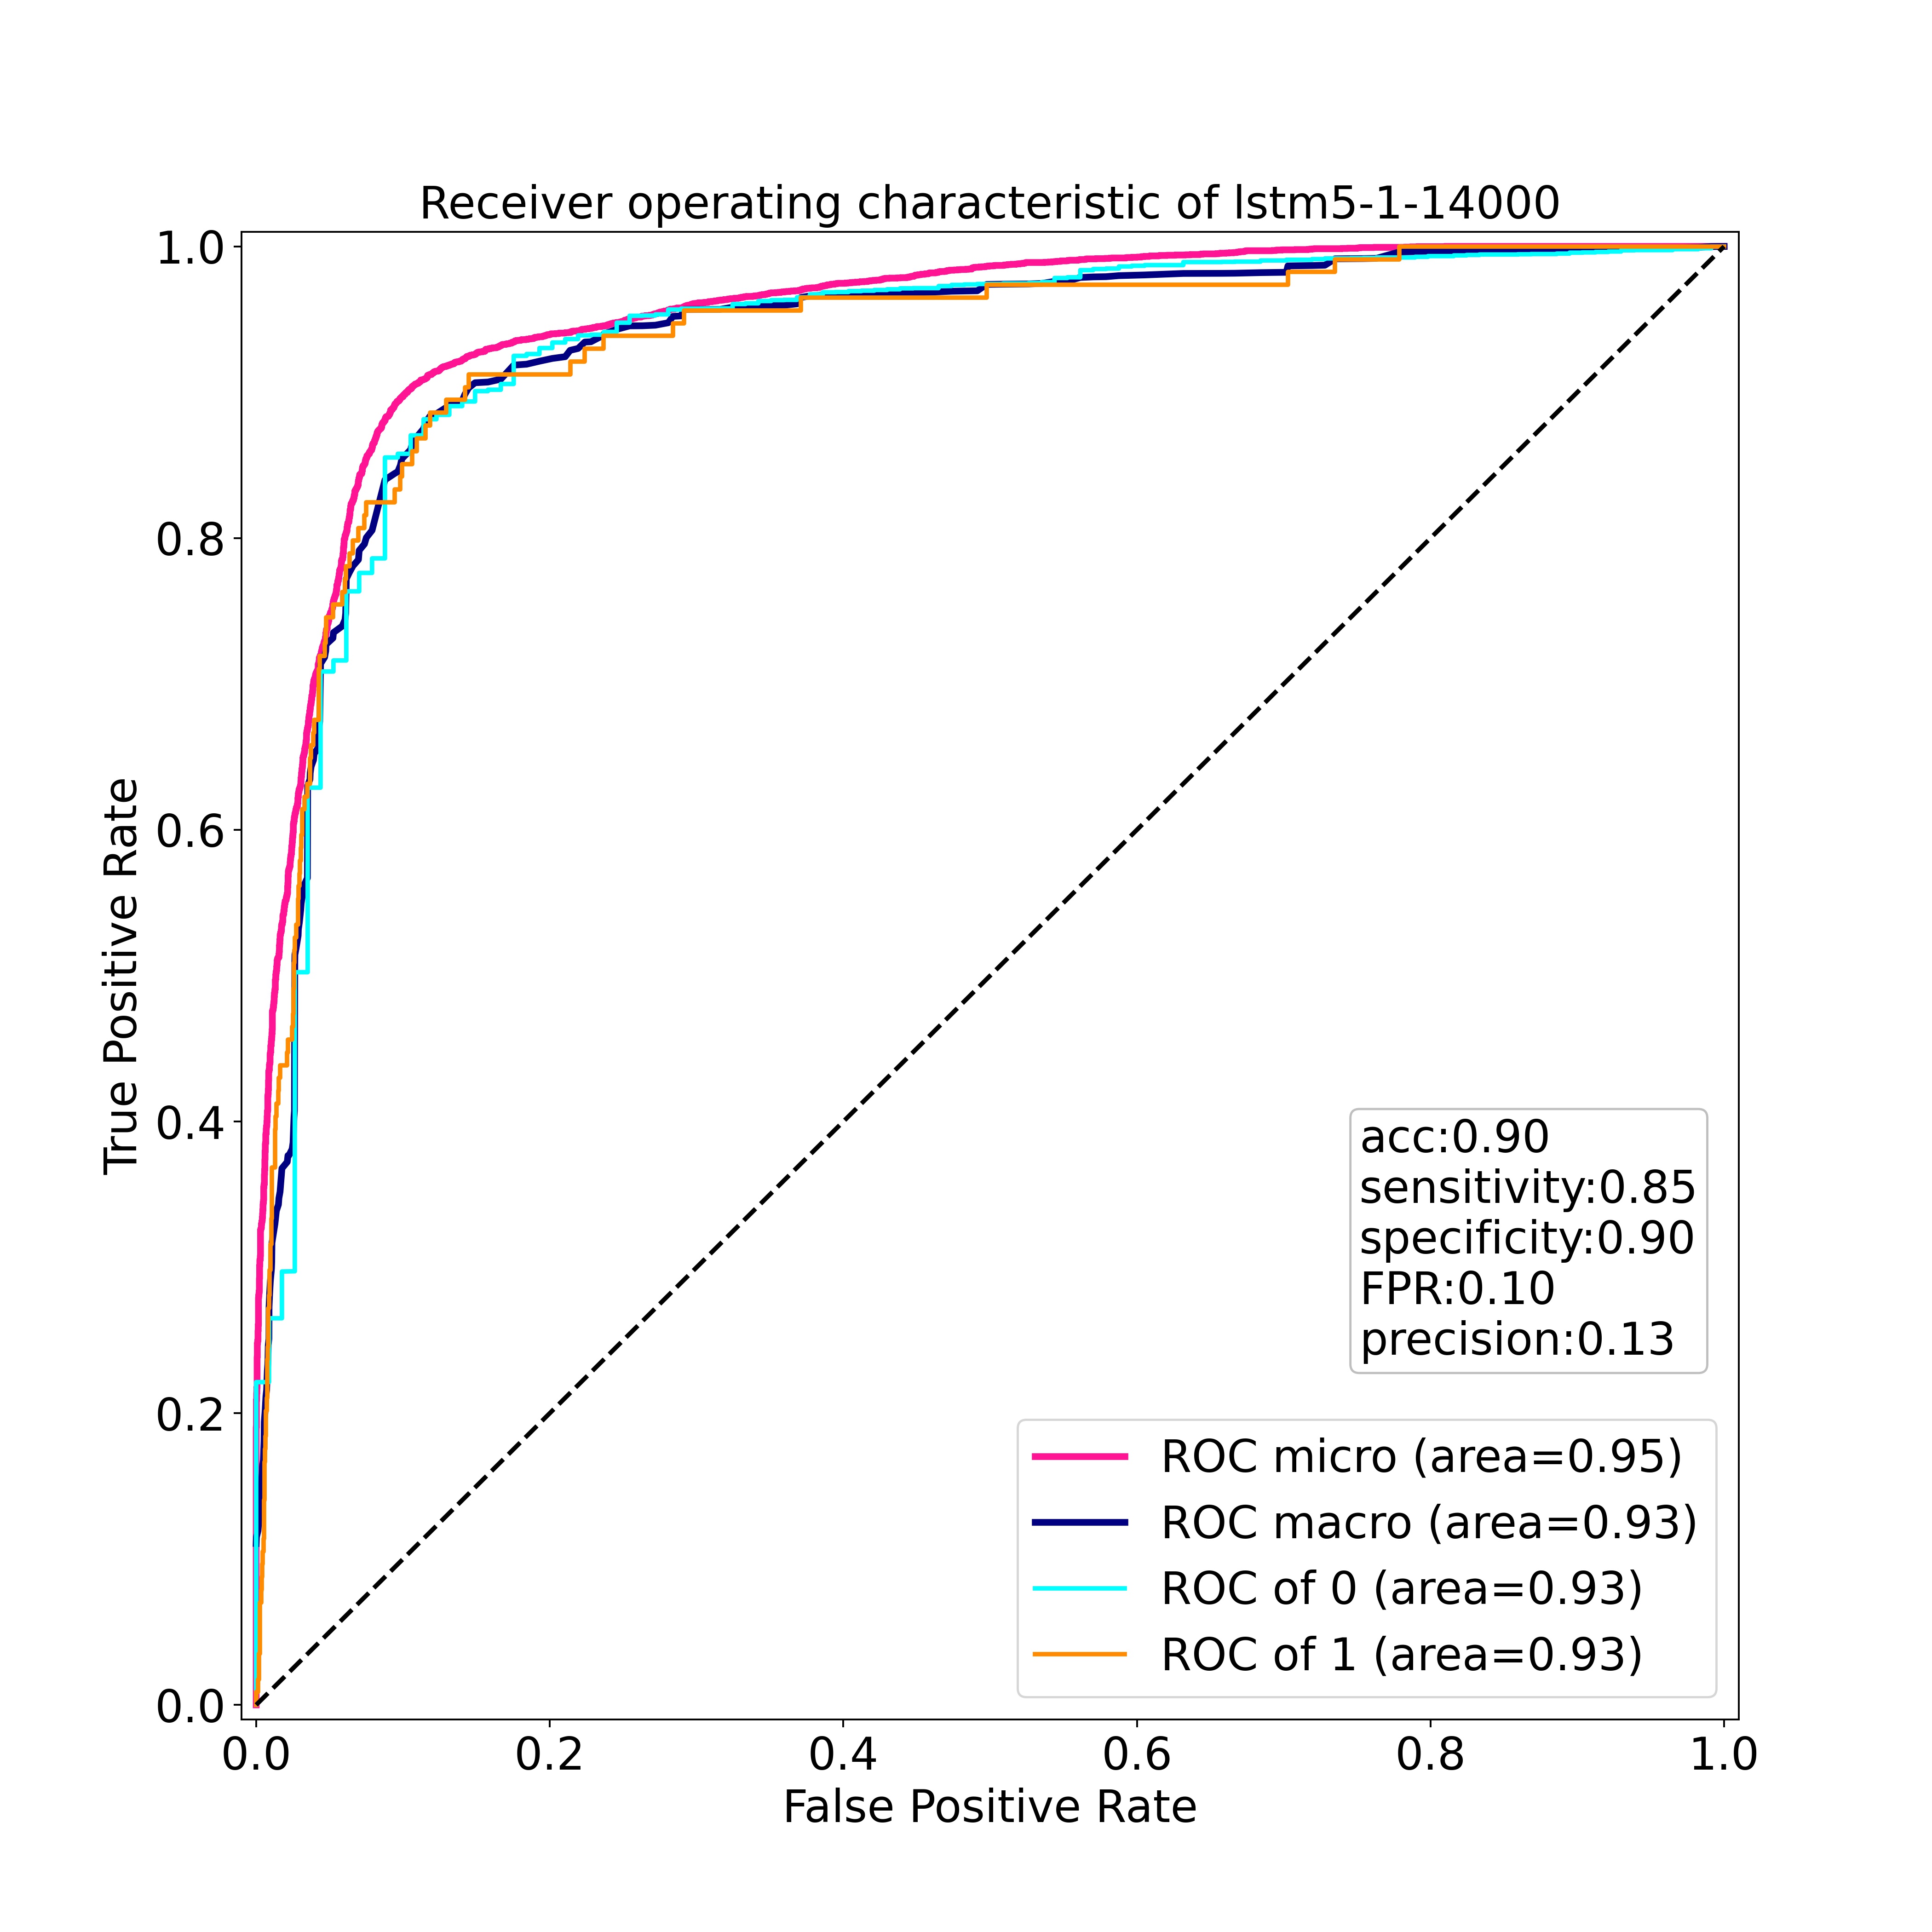 Receiver operating characteristic of lstm5-1-14000
1.0
0.8
0.6
0.4
0.2
0.0
True Positive Rate
acc:0.90
sensitivity:0.85
specificity:0.90
FPR:0.10
precision:0.13
ROC micro (area=0.95)
ROC macro (area=0.93)
ROC of 0 (area=0.93)
ROC of 1 (area=0.93)
0.0 0.2 0.4 0.6 0.8 1.0
False Positive Rate